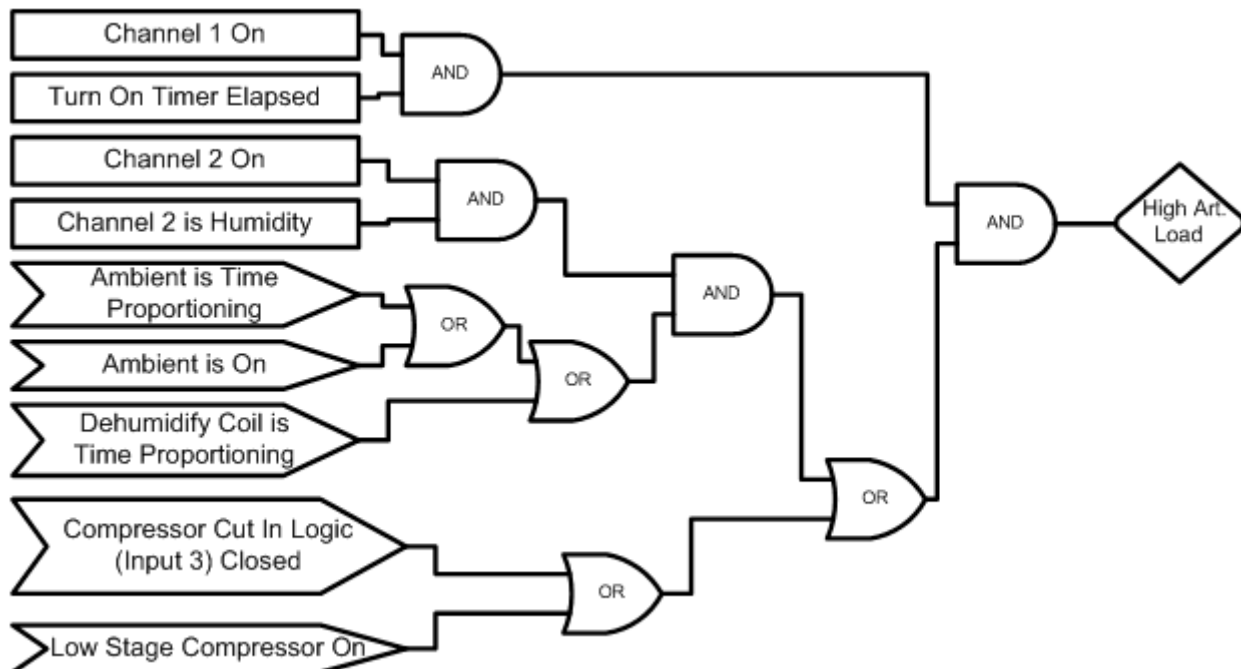 Channel 1 On
AND
Turn On Timer Elapsed
Channel 2 On
AND
Channel 2 is Humidity
AND
High Art.
Load
Ambient is Time
Proportioning
AND
OR
Ambient is On
OR
Dehumidify Coil is
Time Proportioning
OR
Compressor Cut In Logic
(Input 3) Closed
OR
Low Stage Compressor On